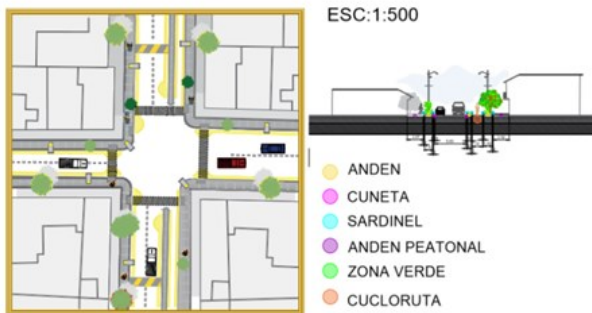 ESC:1:500
ANDEN
CUNETA
SARDINEL
ANDEN PEATONAL
ZONA VERDE
CUCLORUTA